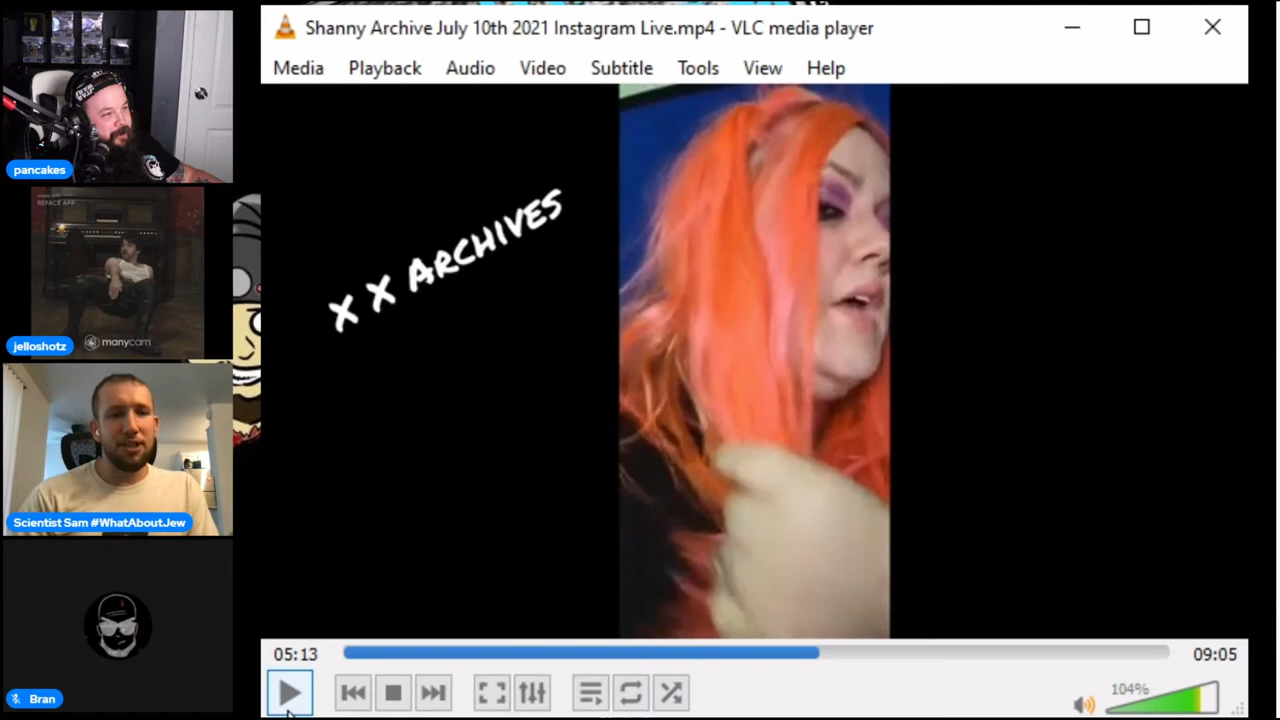 Shanny Archive July 10th 2021 Instagram Live.mp4 - VLC media player
Media Playback Audio Video Subtitle Tools View Help
pancakes
REFACE APP
X X ARCHIVES
jelloshotz
manycam
Scientist Sam #WhatAboutJew
Bran
05:13
09:05
104%